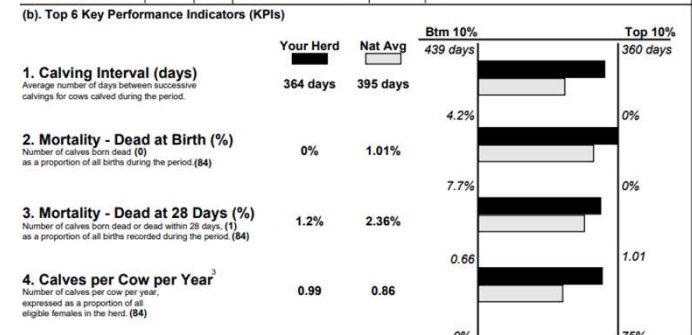 (b). Top 6 Key Performance Indicators (KPIs)
Btm 10% Top 10%
Your Herd Nat Avg 439 days 360 days
1. Calving Interval (days)
Average number of days between successive
calvings for cows calved during the period.
364 days 395 days
4.2% 0%
2. Mortality - Dead at Birth (%)
Number of calves born dead (0)
as a proportion of all births during the period.(84)
0% 1.01%
7.7% 0%
3. Mortality - Dead at 28 Days (%)
Number of calves born dead or dead within 28 days, (1)
as a proportion of all births recorded during the period. (84)
1.2% 2.36%
0.66 1.01
4. Calves per Cow per Year3
Number of calves per cow per year,
expressed as a proportion of all
eligible females in the herd. (84)
0.99 0.86
0% 75%